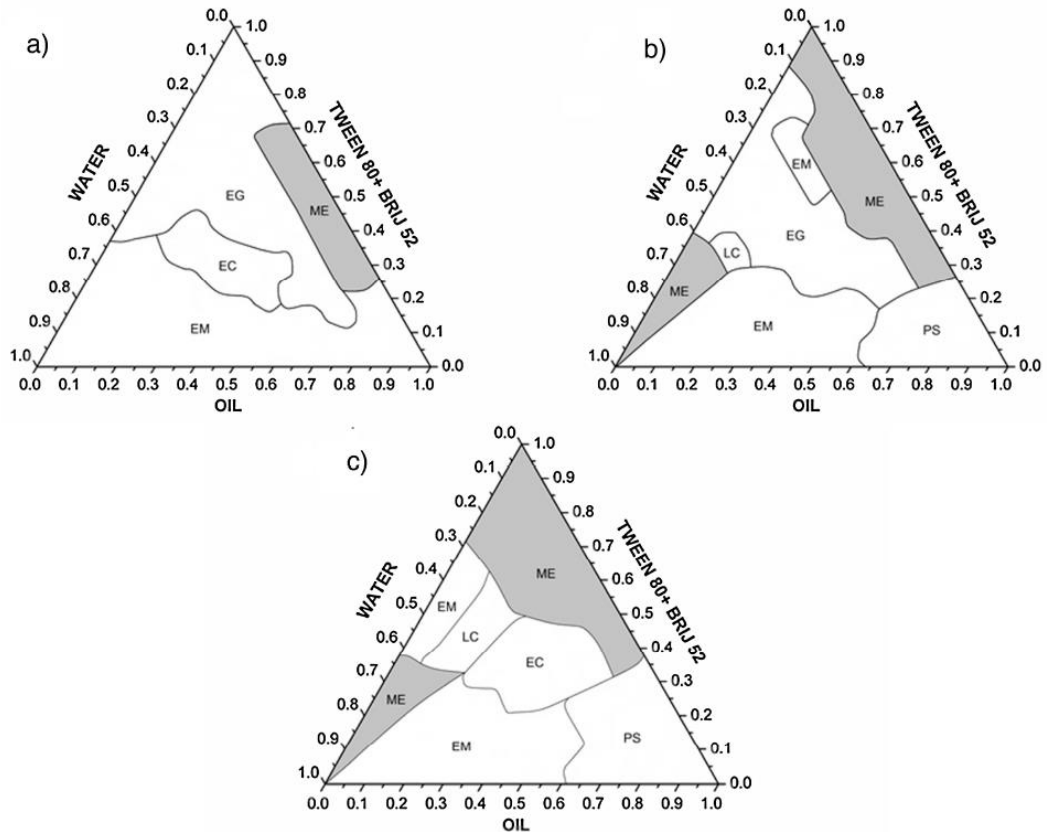 a)
0.0 1.0
0.1 0.9
0.2 0.8
0.3 0.7
0.4 0.6
0.5 0.5
0.6 0.4
0.7 0.3
0.8 0.2
0.9 0.1
1.0 0.0
WATER
TWEEN 80+ BRIJ 52
EG
ME
EC
EM
0.0 0.1 0.2 0.3 0.4 0.5 0.6 0.7 0.8 0.9 1.0
OIL
b)
0.0 1.0
0.1 0.9
0.2 0.8
0.3 0.7
0.4 0.6
0.5 0.5
0.6 0.4
0.7 0.3
0.8 0.2
0.9 0.1
1.0 0.0
WATER
TWEEN 80+ BRIJ 52
EM
ME
EG
LC
ME
EM
PS
0.0 0.1 0.2 0.3 0.4 0.5 0.6 0.7 0.8 0.9 1.0
OIL
c)
0.0 1.0
0.1 0.9
0.2 0.8
0.3 0.7
0.4 0.6
0.5 0.5
0.6 0.4
0.7 0.3
0.8 0.2
0.9 0.1
1.0 0.0
WATER
TWEEN 80+ BRIJ 52
ME
EM
LC
EC
ME
EM
PS
0.0 0.1 0.2 0.3 0.4 0.5 0.6 0.7 0.8 0.9 1.0
OIL